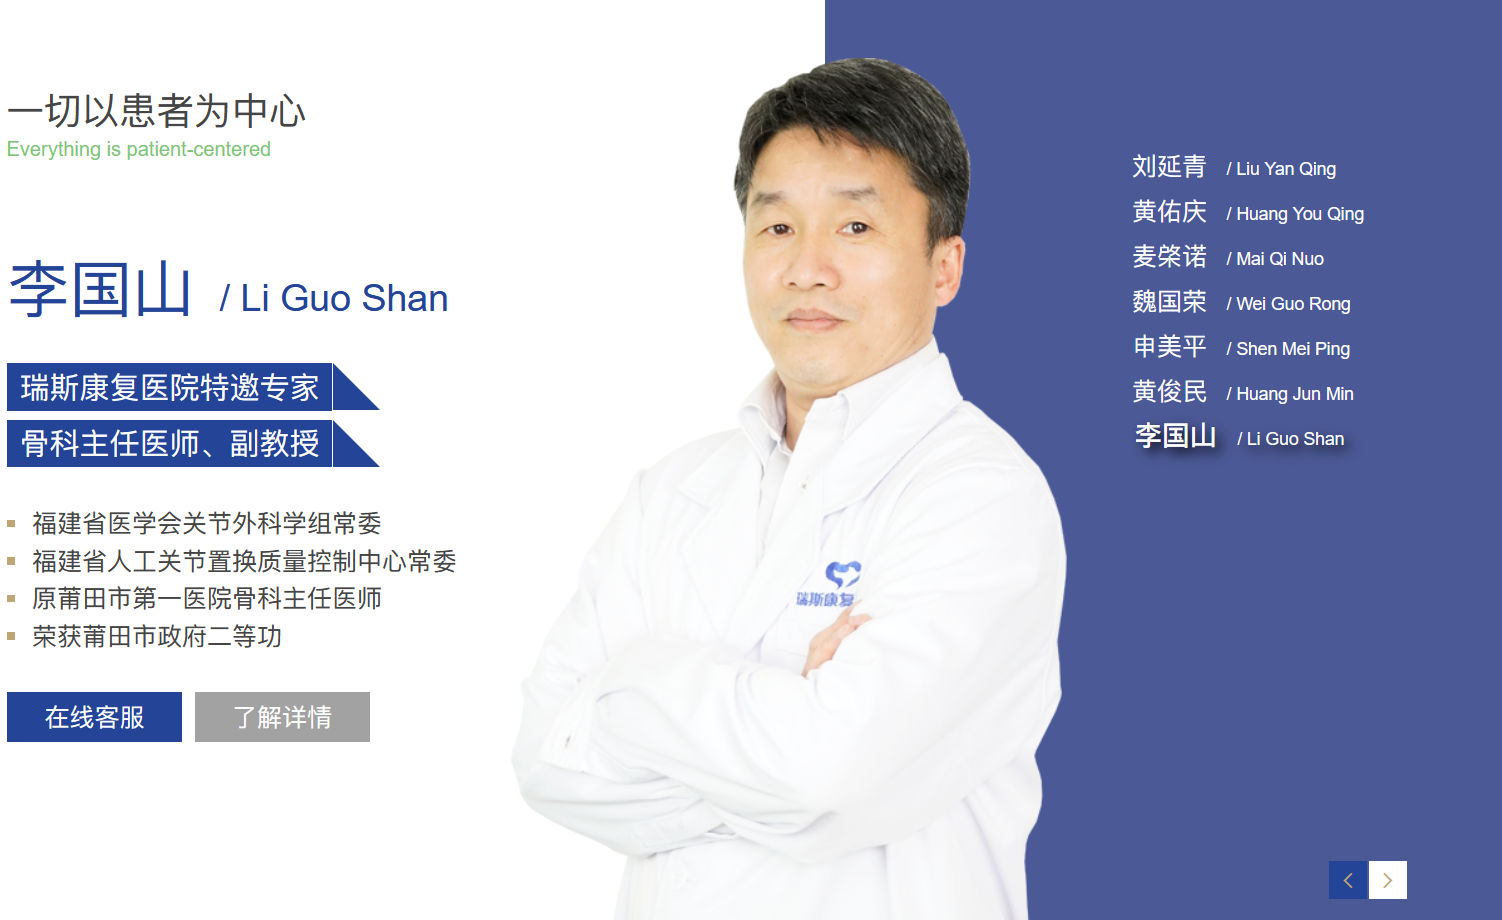 一切以患者为中心
Everything is patient-centered
李国山 / Li Guo Shan
瑞斯康复医院特邀专家
骨科主任医师、副教授
福建省医学会关节外科学组常委
福建省人工关节置换质量控制中心常委
原莆田市第一医院骨科主任医师
荣获莆田市政府二等功
在线客服
了解详情
瑞斯康复
刘延青 / Liu Yan Qing
黄佑庆 / Huang You Qing
麦棨诺 / Mai Qi Nuo
魏国荣 / Wei Guo Rong
申美平 / Shen Mei Ping
黄俊民 / Huang Jun Min
李国山 / Li Guo Shan